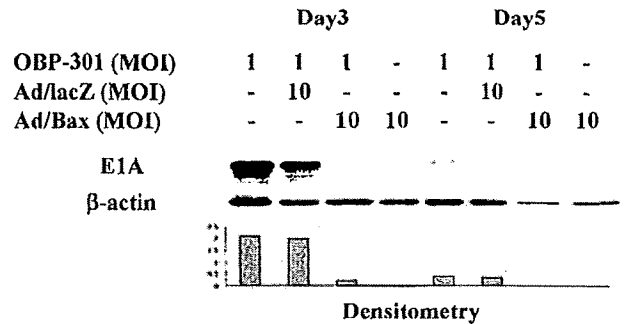 Day3 Day5
OBP-301 (MOI) 1 1 1 - 1 1 1 -
Ad/lacZ (MOI) - 10 - - - 10 - -
Ad/Bax (MOI) - - 10 10 - - 10 10
E1A
β-actin
Densitometry